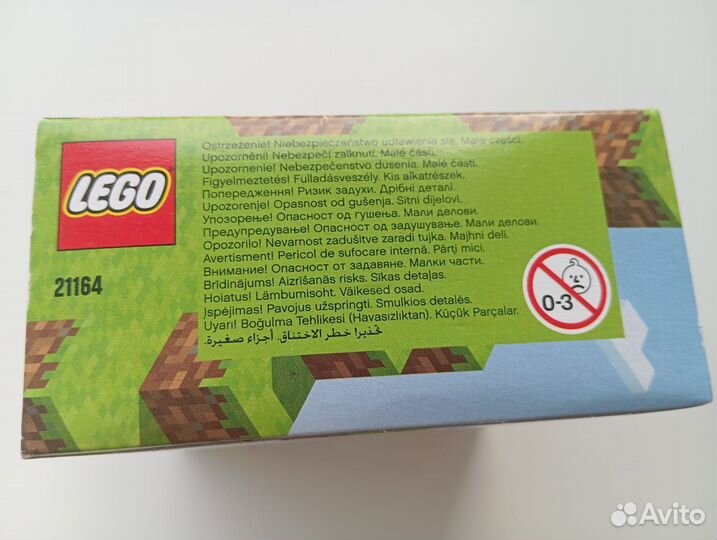 LEGO
21164
Ostrzeżenie! Niebezpieczeństwo udławienia się. Małe części.
Upozornění! Nebezpečí zalknutí. Malé části.
Upozornenie! Nebezpečenstvo dusenia. Malé časti.
Figyelmeztetés! Fulladásveszély. Kis alkatrészek.
Попередження! Ризик задухи. Дрібні деталі.
Upozorenje! Opasnost od gušenja. Sitni dijelovi.
Упозорење! Опасност од гушења. Мали делови.
Предупредување! Опасност од задушување. Мали делови.
Opozorilo! Nevarnost zadušitve zaradi tujka. Majhni deli.
Avertisment! Pericol de sufocare internă. Părți mici.
Внимание! Опасност от задавяне. Малки части.
Brīdinājums! Aizrīšanās risks. Sīkas detaļas.
Hoiatus! Lämbumisoht. Väikesed osad.
Įspėjimas! Pavojus užspringti. Smulkios detalės.
Uyarı! Boğulma Tehlikesi (Havasızlıktan). Küçük Parçalar.
تحذير! خطر الاختناق. أجزاء صغيرة.
0-3
Avito